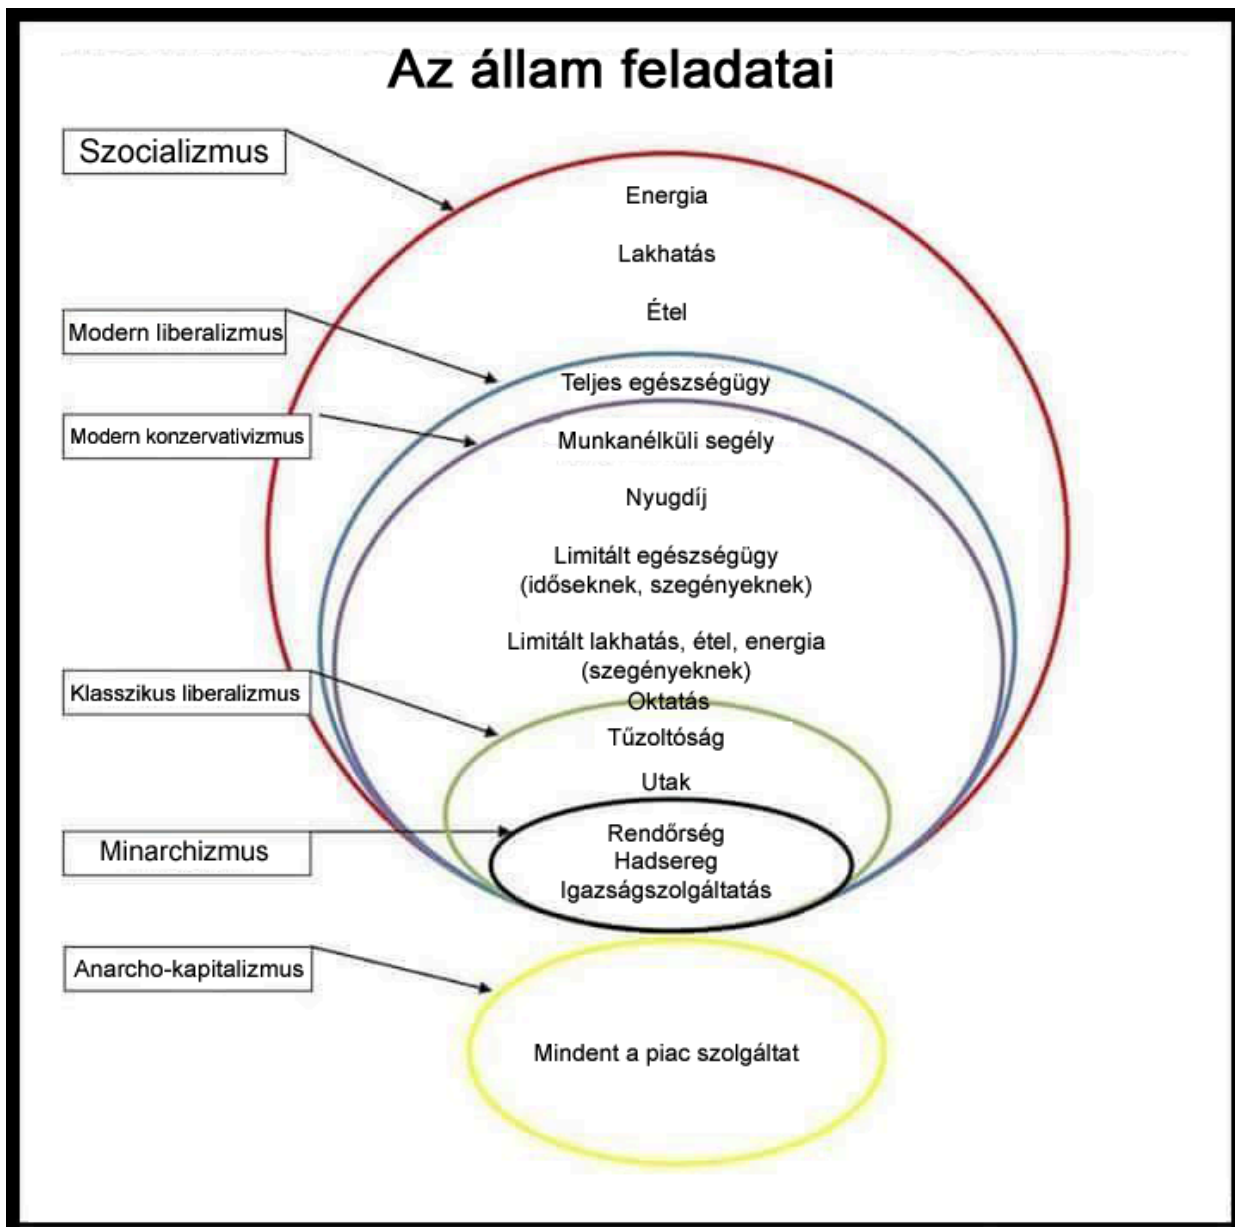 Az állam feladatai
Szocializmus
Energia
Lakhatás
Étel
Modern liberalizmus
Teljes egészségügy
Modern konzervativizmus
Munkanélküli segély
Nyugdíj
Limitált egészségügy
(időseknek, szegényeknek)
Limitált lakhatás, étel, energia
(szegényeknek)
Klasszikus liberalizmus
Oktatás
Tűzoltóság
Utak
Minarchizmus
Rendőrség
Hadsereg
Igazságszolgáltatás
Anarcho-kapitalizmus
Mindent a piac szolgáltat